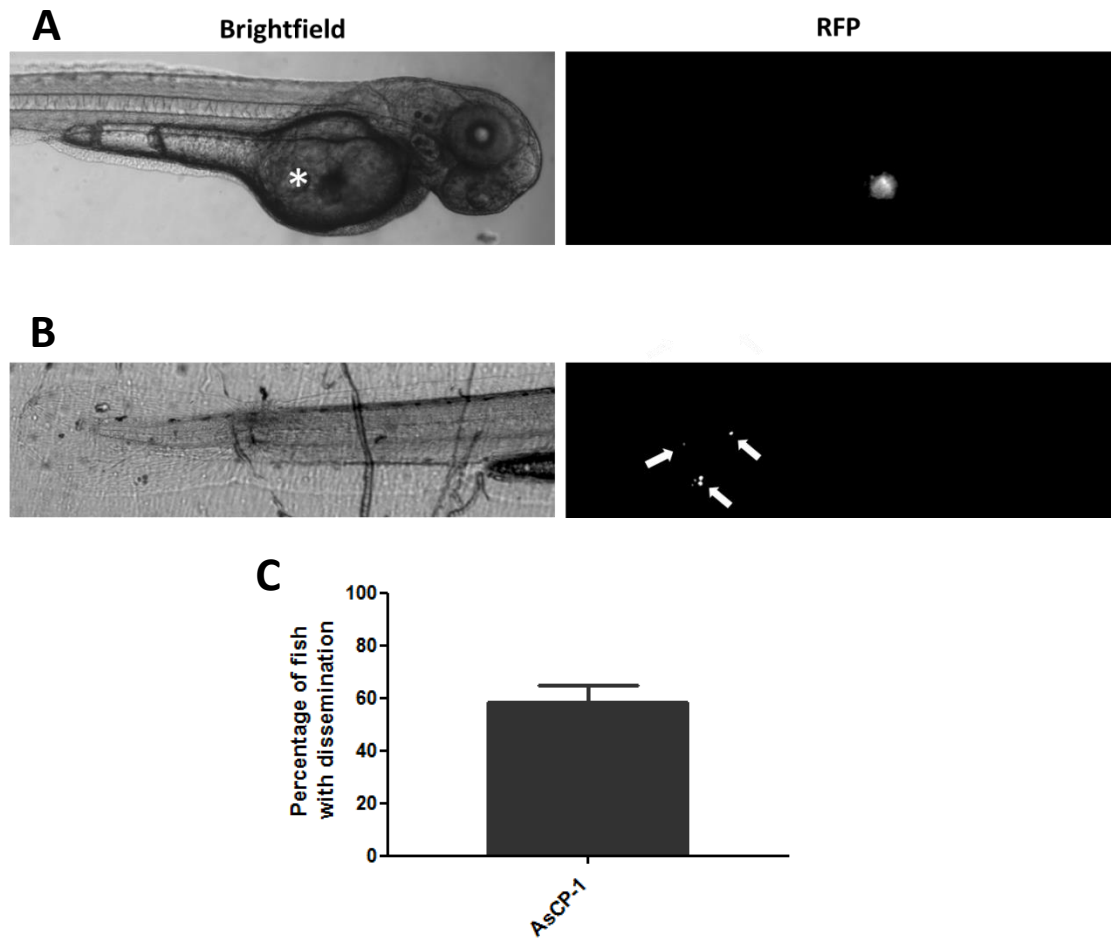 A
Brightfield
RFP
*
B
C
Percentage of fish
with dissemination
100
80
60
40
20
0
AsCP-1